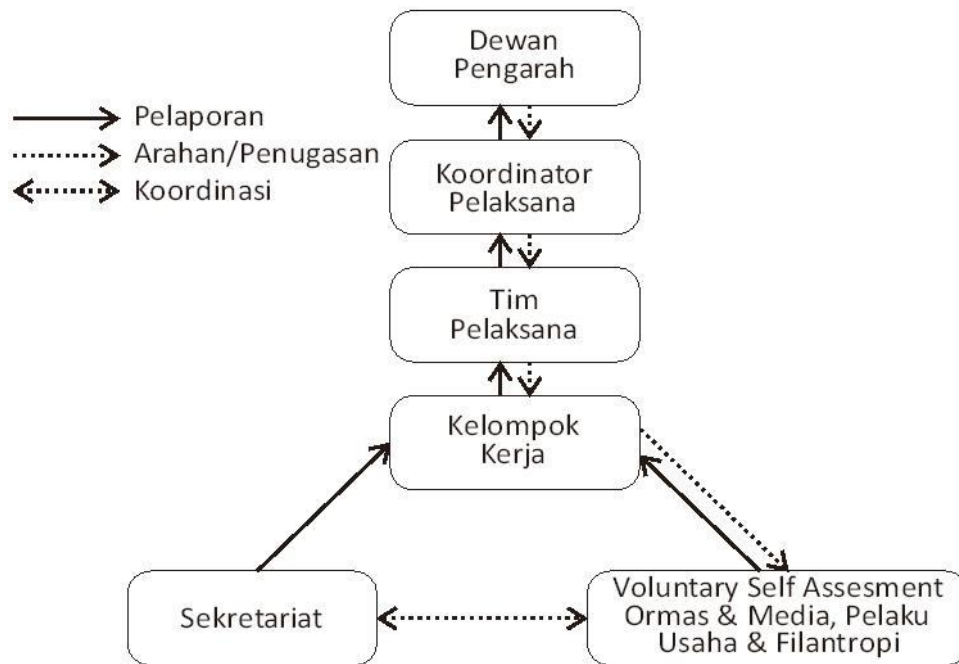 Dewan
Pengarah
Pelaporan
Arahan/Penugasan
Koordinasi
Koordinator
Pelaksana
Tim
Pelaksana
Kelompok
Kerja
Sekretariat
Voluntary Self Assesment
Ormas & Media, Pelaku
Usaha & Filantropi